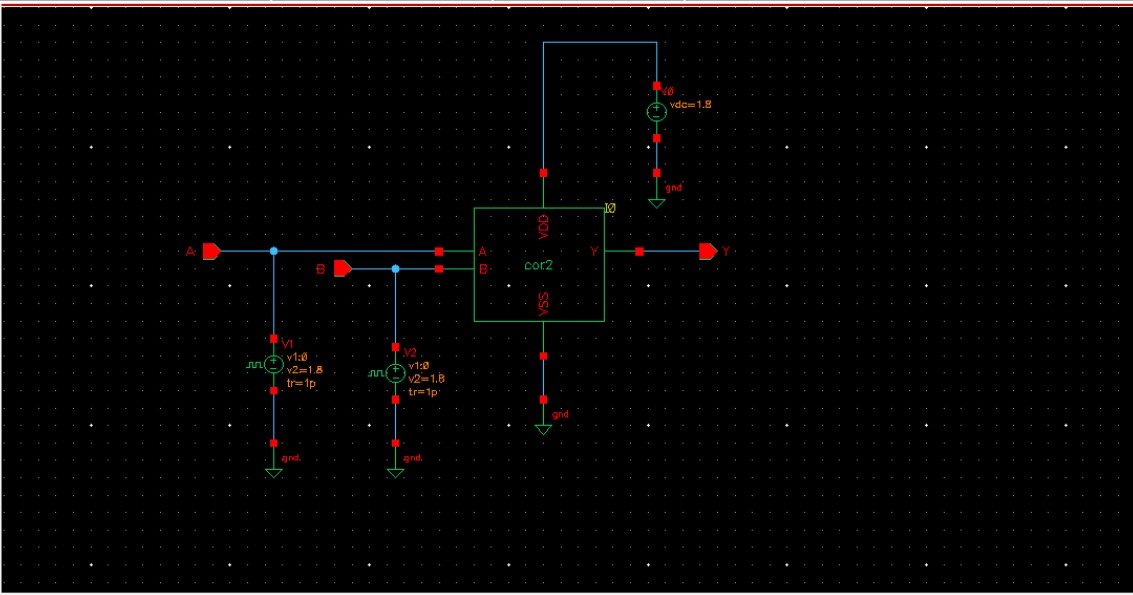 V0
vdc=1.8
gnd
I0
VDD
A
A
Y
Y
B
B
cor2
VSS
V1
v1:0
v2=1.8
tr=1p
V2
v1:0
v2=1.8
tr=1p
gnd
gnd
gnd